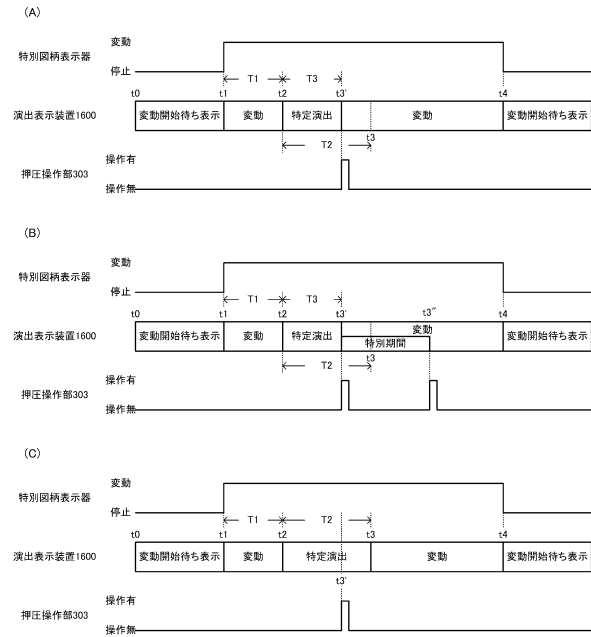 (A)
変動
特別図柄表示器
停止
T1 T3
t0 t1 t2 t3' t4
演出表示装置1600 変動開始待ち表示 変動 特定演出 変動 変動開始待ち表示
t3
T2
操作有
押圧操作部303
操作無
(B)
変動
特別図柄表示器
停止
T1 T3
t0 t1 t2 t3' t3" t4
演出表示装置1600 変動開始待ち表示 変動 特定演出 変動 特別期間 変動開始待ち表示
t3
T2
操作有
押圧操作部303
操作無
(C)
変動
特別図柄表示器
停止
T1 T2
t0 t1 t2 t3 t4
演出表示装置1600 変動開始待ち表示 変動 特定演出 変動 変動開始待ち表示
t3'
操作有
押圧操作部303
操作無